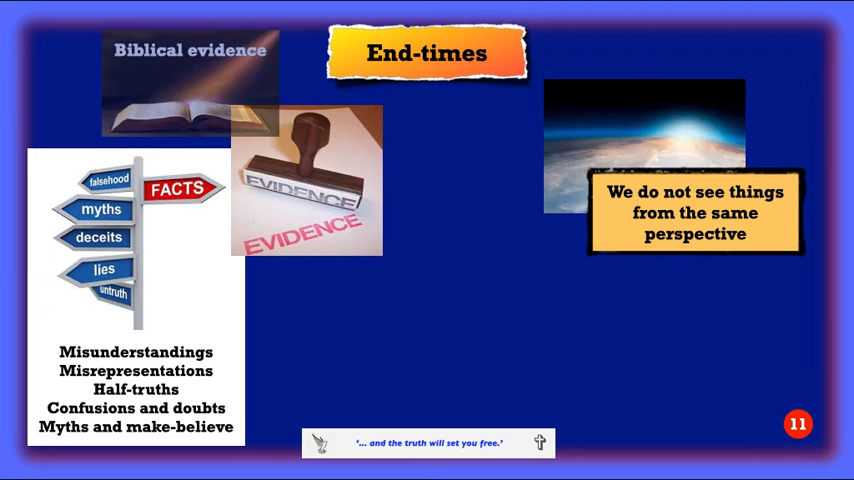 End-times
Biblical evidence
EVIDENCE
EVIDENCE
falsehood
FACTS
myths
deceits
lies
untruth
Misunderstandings
Misrepresentations
Half-truths
Confusions and doubts
Myths and make-believe
We do not see things
from the same
perspective
‘... and the truth will set you free.’
11